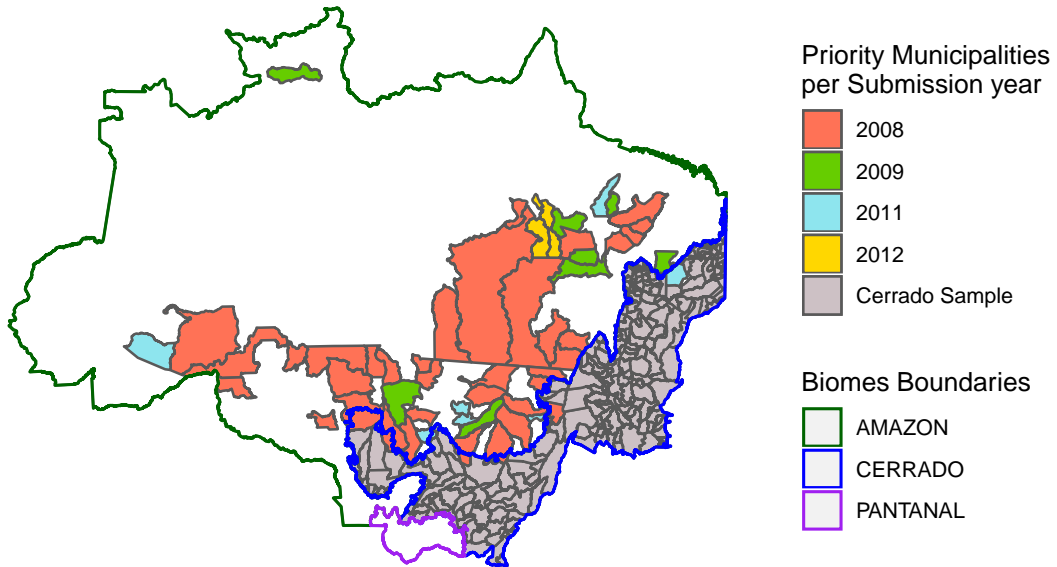 Priority Municipalities
per Submission year
2008
2009
2011
2012
Cerrado Sample
Biomes Boundaries
AMAZON
CERRADO
PANTANAL